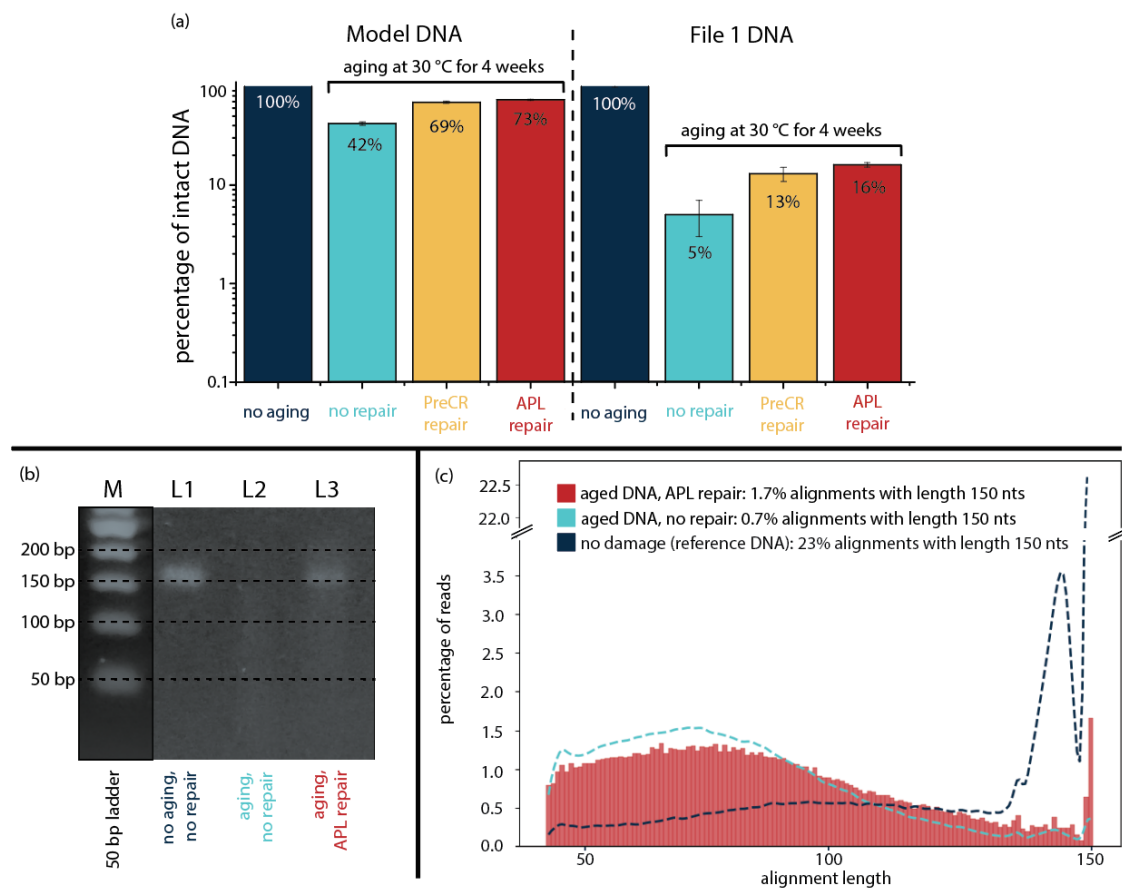 (a)
Model DNA
File 1 DNA
aging at 30 °C for 4 weeks
aging at 30 °C for 4 weeks
percentage of intact DNA
100
10
1
0.1
100%
42%
69%
73%
100%
5%
13%
16%
no aging
no repair
PreCR
repair
APL
repair
no aging
no repair
PreCR
repair
APL
repair
(b)
M
L1
L2
L3
200 bp
150 bp
100 bp
50 bp
50 bp ladder
no aging,
no repair
aging,
no repair
aging,
APL repair
(c)
aged DNA, APL repair: 1.7% alignments with length 150 nts
aged DNA, no repair: 0.7% alignments with length 150 nts
no damage (reference DNA): 23% alignments with length 150 nts
percentage of reads
22.5
22.0
3.5
3.0
2.5
2.0
1.5
1.0
0.5
0.0
50
100
150
alignment length